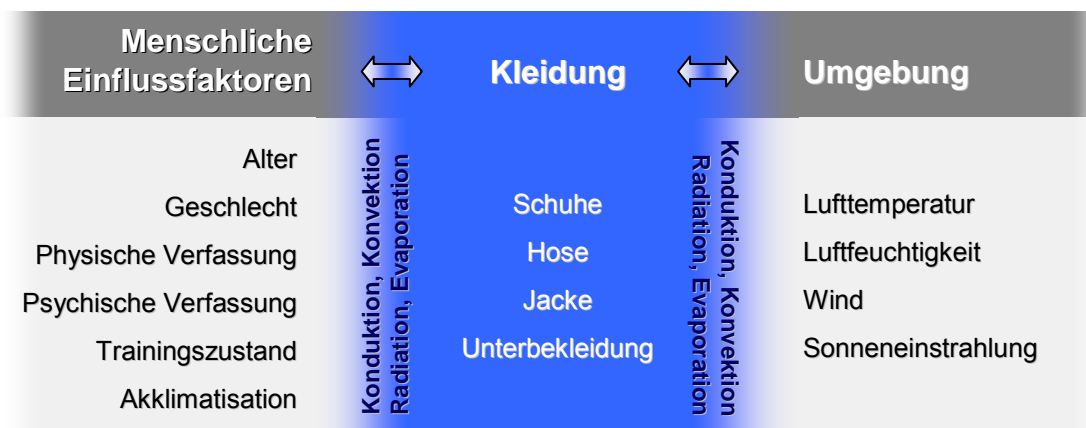 Menschliche
Einflussfaktoren
Kleidung
Umgebung
Alter
Geschlecht
Physische Verfassung
Psychische Verfassung
Trainingszustand
Akklimatisation
Konduktion, Konvektion
Radiation, Evaporation
Schuhe
Hose
Jacke
Unterbekleidung
Konduktion, Konvektion
Radiation, Evaporation
Lufttemperatur
Luftfeuchtigkeit
Wind
Sonneneinstrahlung